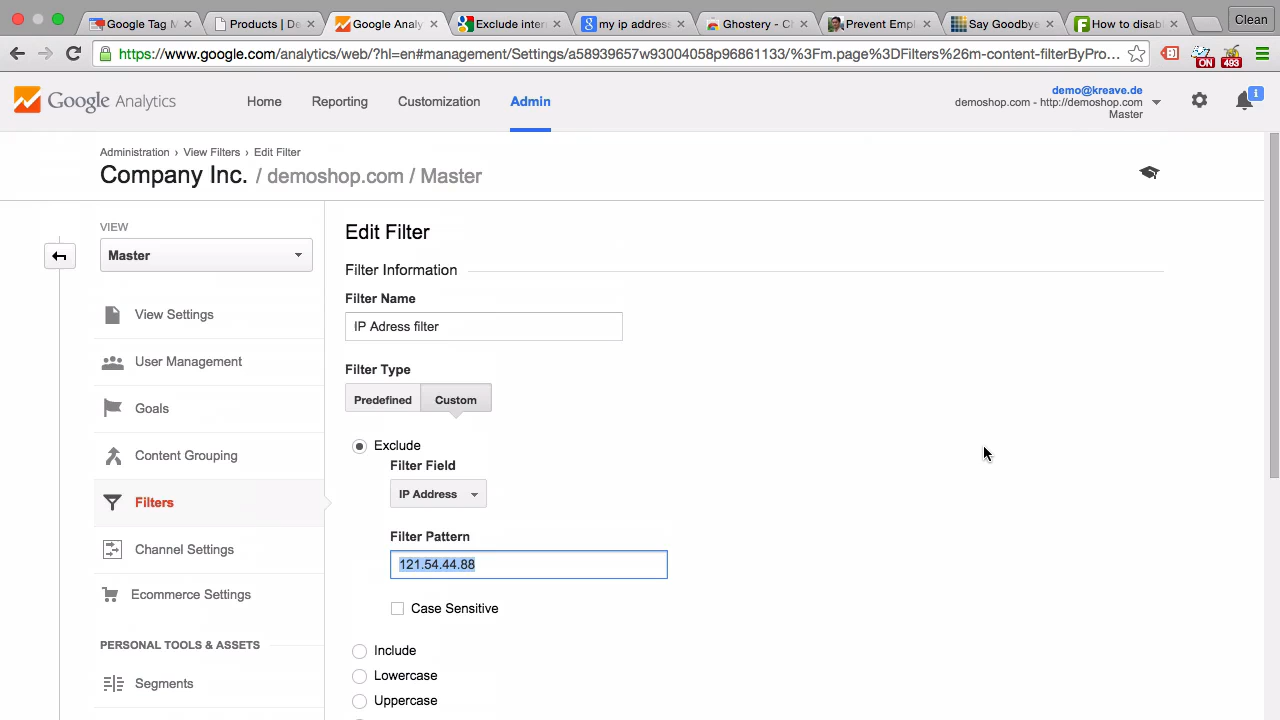 Google Tag M
Products | De
Google Analy
Exclude inter
my ip addres
Ghostery - C
Prevent Empl
Say GoodBy
How to disab
Clean
https://www.google.com/analytics/web/?hl=en#management/Settings/a58939657w93004058p96861133/%3Fm.page%3DFilters%26m-content-filterByPro...
ON
493
Google Analytics
Home
Reporting
Customization
Admin
demo@kreave.de
demoshop.com - http://demoshop.com
Master
1
Administration › View Filters › Edit Filter
Company Inc. / demoshop.com / Master
VIEW
Master
View Settings
User Management
Goals
Content Grouping
Filters
Channel Settings
Ecommerce Settings
PERSONAL TOOLS & ASSETS
Segments
Edit Filter
Filter Information
Filter Name
IP Adress filter
Filter Type
Predefined
Custom
Exclude
Filter Field
IP Address
Filter Pattern
121.54.44.88
Case Sensitive
Include
Lowercase
Uppercase